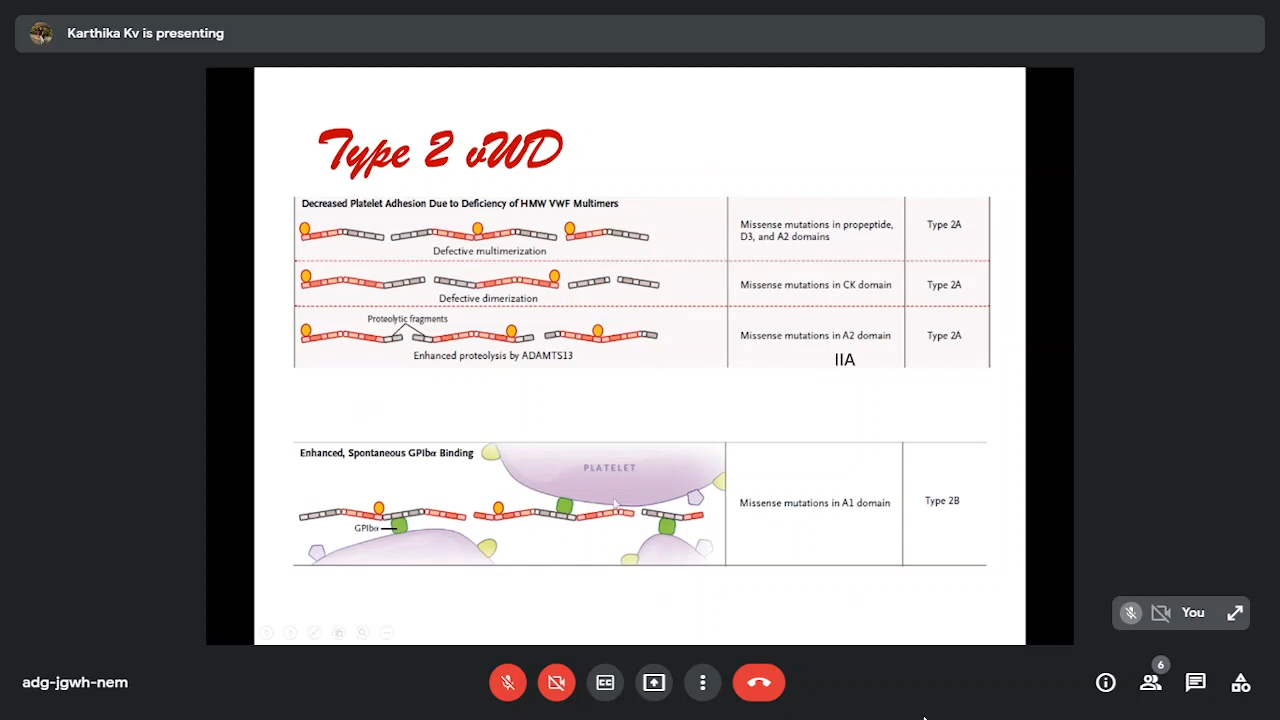 Karthika Kv is presenting
Type 2 vWD
Decreased Platelet Adhesion Due to Deficiency of HMW VWF Multimers
Defective multimerization
Missense mutations in propeptide,
D3, and A2 domains
Type 2A
Defective dimerization
Missense mutations in CK domain
Type 2A
Proteolytic fragments
Enhanced proteolysis by ADAMTS13
Missense mutations in A2 domain
Type 2A
IIA
Enhanced, Spontaneous GPIbα Binding
PLATELET
GPIbα
Missense mutations in A1 domain
Type 2B
You
adg-jgwh-nem
CC
6